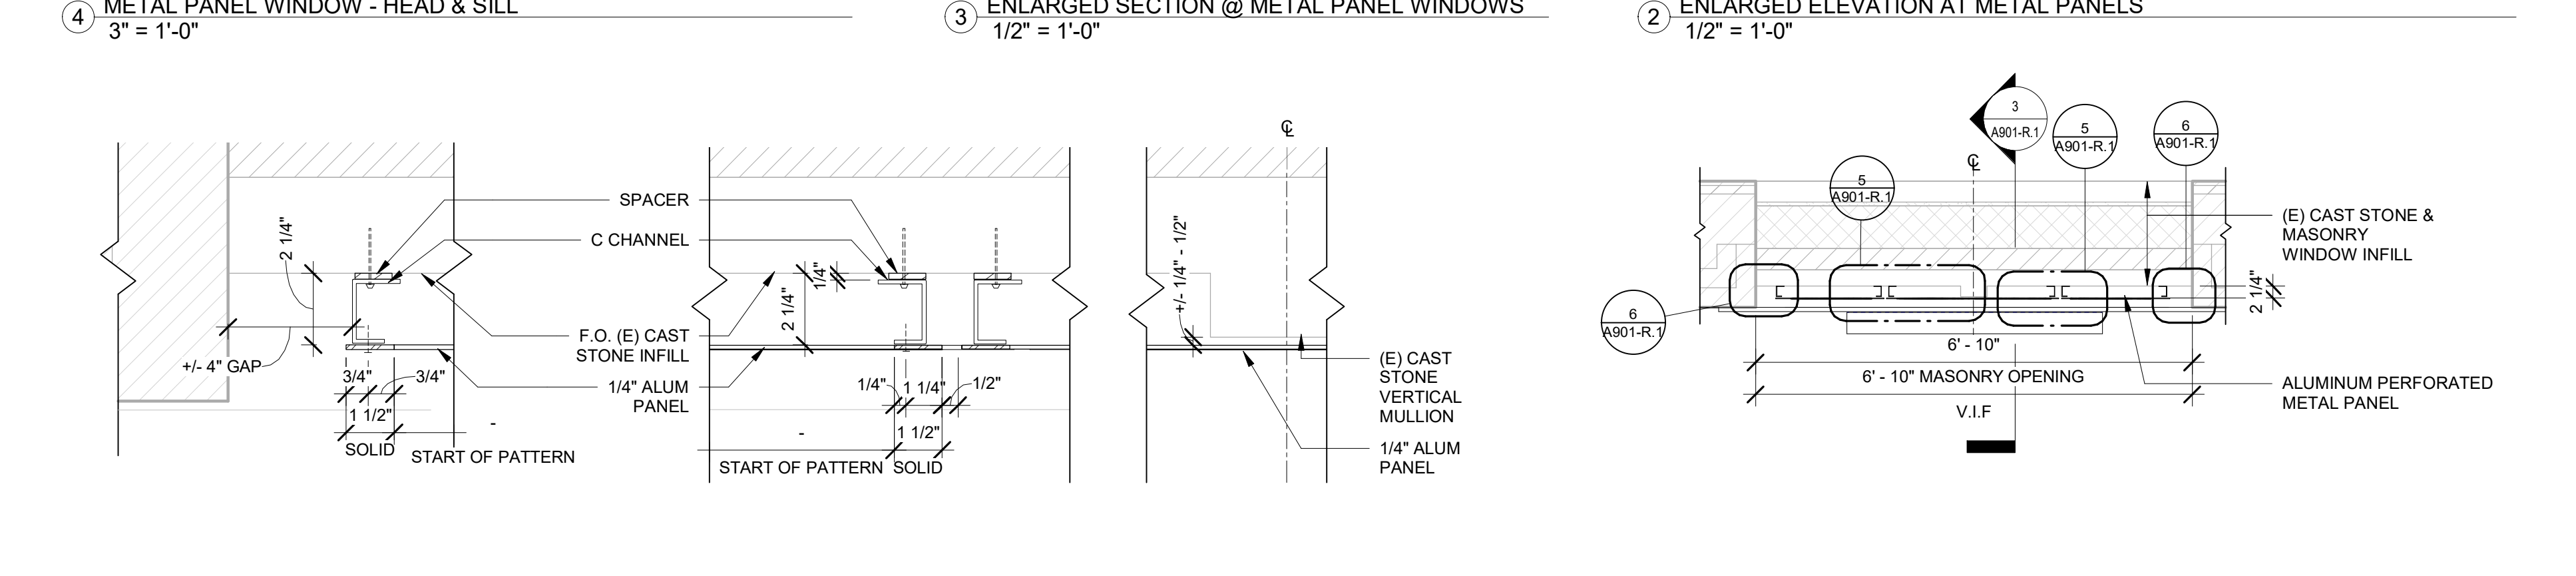 4 METAL PANEL WINDOW - HEAD & SILL
3" = 1'-0"
3 ENLARGED SECTION @ METAL PANEL WINDOWS
1/2" = 1'-0"
2 ENLARGED ELEVATION AT METAL PANELS
1/2" = 1'-0"
2 1/4"
+/- 4" GAP
3/4"
3/4"
1 1/2"
SOLID
-
START OF PATTERN
SPACER
C CHANNEL
F.O. (E) CAST
STONE INFILL
1/4" ALUM
PANEL
1/4"
2 1/4"
1/4"
1 1/4"
1/2"
-
1 1/2"
START OF PATTERN
SOLID
℄
+/- 1/4" - 1/2"
(E) CAST
STONE
VERTICAL
MULLION
1/4" ALUM
PANEL
3
A901-R.1
5
A901-R.1
6
A901-R.1
5
A901-R.1
℄
6
A901-R.1
(E) CAST STONE &
MASONRY
WINDOW INFILL
2 1/4"
6' - 10"
6' - 10" MASONRY OPENING
V.I.F
ALUMINUM PERFORATED
METAL PANEL